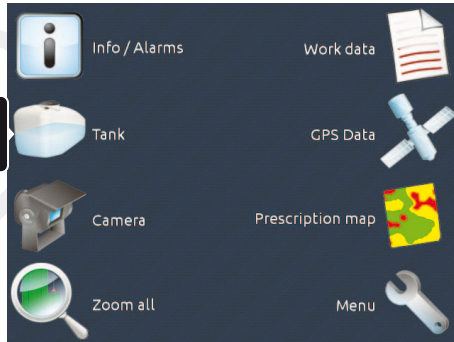 Info / Alarms
Work data
Tank
GPS Data
Camera
Prescription map
Zoom all
Menu